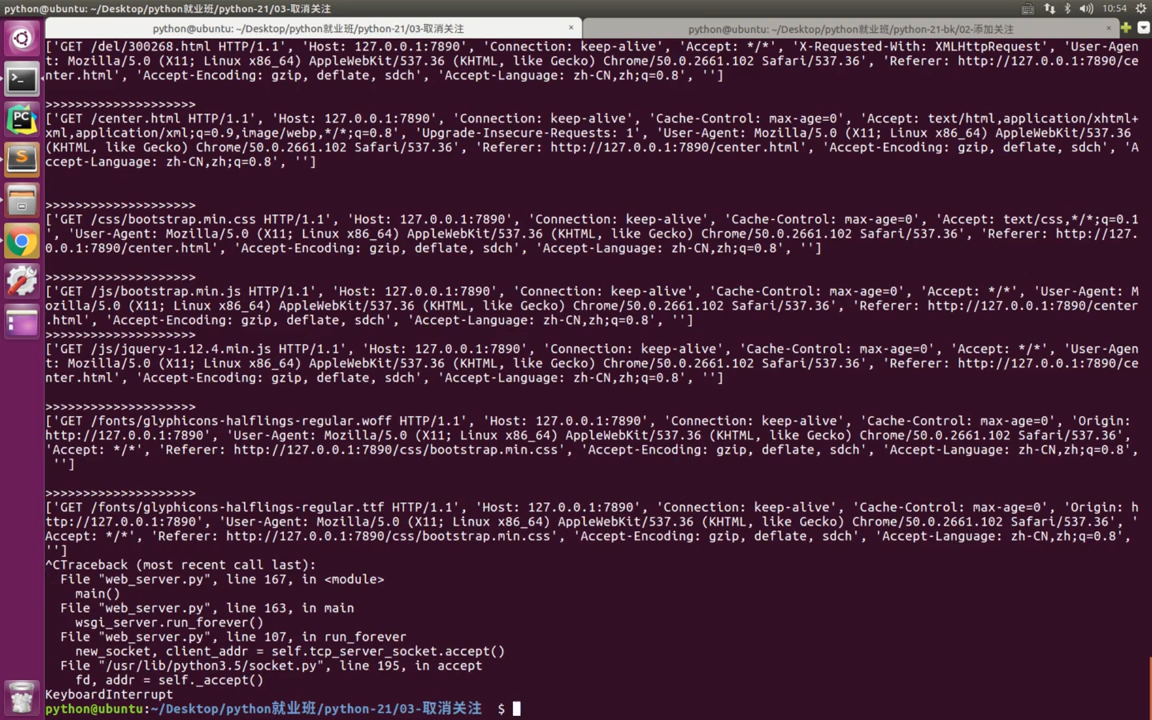 python@ubuntu: ~/Desktop/python就业班/python-21/03-取消关注
10:54
python@ubuntu: ~/Desktop/python就业班/python-21/03-取消关注 ×
python@ubuntu: ~/Desktop/python就业班/python-21-bk/02-添加关注 ×
['GET /del/300268.html HTTP/1.1', 'Host: 127.0.0.1:7890', 'Connection: keep-alive', 'Accept: */*', 'X-Requested-With: XMLHttpRequest', 'User-Agen
t: Mozilla/5.0 (X11; Linux x86_64) AppleWebKit/537.36 (KHTML, like Gecko) Chrome/50.0.2661.102 Safari/537.36', 'Referer: http://127.0.0.1:7890/ce
nter.html', 'Accept-Encoding: gzip, deflate, sdch', 'Accept-Language: zh-CN,zh;q=0.8', '']
>>>>>>>>>>>>>>>>>>>>
['GET /center.html HTTP/1.1', 'Host: 127.0.0.1:7890', 'Connection: keep-alive', 'Cache-Control: max-age=0', 'Accept: text/html,application/xhtml+
xml,application/xml;q=0.9,image/webp,*/*;q=0.8', 'Upgrade-Insecure-Requests: 1', 'User-Agent: Mozilla/5.0 (X11; Linux x86_64) AppleWebKit/537.36
(KHTML, like Gecko) Chrome/50.0.2661.102 Safari/537.36', 'Referer: http://127.0.0.1:7890/center.html', 'Accept-Encoding: gzip, deflate, sdch', 'A
ccept-Language: zh-CN,zh;q=0.8', '']
>>>>>>>>>>>>>>>>>>>>
['GET /css/bootstrap.min.css HTTP/1.1', 'Host: 127.0.0.1:7890', 'Connection: keep-alive', 'Cache-Control: max-age=0', 'Accept: text/css,*/*;q=0.1
', 'User-Agent: Mozilla/5.0 (X11; Linux x86_64) AppleWebKit/537.36 (KHTML, like Gecko) Chrome/50.0.2661.102 Safari/537.36', 'Referer: http://127.
0.0.1:7890/center.html', 'Accept-Encoding: gzip, deflate, sdch', 'Accept-Language: zh-CN,zh;q=0.8', '']
>>>>>>>>>>>>>>>>>>>>
['GET /js/bootstrap.min.js HTTP/1.1', 'Host: 127.0.0.1:7890', 'Connection: keep-alive', 'Cache-Control: max-age=0', 'Accept: */*', 'User-Agent: M
ozilla/5.0 (X11; Linux x86_64) AppleWebKit/537.36 (KHTML, like Gecko) Chrome/50.0.2661.102 Safari/537.36', 'Referer: http://127.0.0.1:7890/center
.html', 'Accept-Encoding: gzip, deflate, sdch', 'Accept-Language: zh-CN,zh;q=0.8', '']
>>>>>>>>>>>>>>>>>>>>
['GET /js/jquery-1.12.4.min.js HTTP/1.1', 'Host: 127.0.0.1:7890', 'Connection: keep-alive', 'Cache-Control: max-age=0', 'Accept: */*', 'User-Agen
t: Mozilla/5.0 (X11; Linux x86_64) AppleWebKit/537.36 (KHTML, like Gecko) Chrome/50.0.2661.102 Safari/537.36', 'Referer: http://127.0.0.1:7890/ce
nter.html', 'Accept-Encoding: gzip, deflate, sdch', 'Accept-Language: zh-CN,zh;q=0.8', '']
>>>>>>>>>>>>>>>>>>>>
['GET /fonts/glyphicons-halflings-regular.woff HTTP/1.1', 'Host: 127.0.0.1:7890', 'Connection: keep-alive', 'Cache-Control: max-age=0', 'Origin:
http://127.0.0.1:7890', 'User-Agent: Mozilla/5.0 (X11; Linux x86_64) AppleWebKit/537.36 (KHTML, like Gecko) Chrome/50.0.2661.102 Safari/537.36',
'Accept: */*', 'Referer: http://127.0.0.1:7890/css/bootstrap.min.css', 'Accept-Encoding: gzip, deflate, sdch', 'Accept-Language: zh-CN,zh;q=0.8',
'']
>>>>>>>>>>>>>>>>>>>>
['GET /fonts/glyphicons-halflings-regular.ttf HTTP/1.1', 'Host: 127.0.0.1:7890', 'Connection: keep-alive', 'Cache-Control: max-age=0', 'Origin: h
ttp://127.0.0.1:7890', 'User-Agent: Mozilla/5.0 (X11; Linux x86_64) AppleWebKit/537.36 (KHTML, like Gecko) Chrome/50.0.2661.102 Safari/537.36', '
Accept: */*', 'Referer: http://127.0.0.1:7890/css/bootstrap.min.css', 'Accept-Encoding: gzip, deflate, sdch', 'Accept-Language: zh-CN,zh;q=0.8',
'']
^CTraceback (most recent call last):
  File "web_server.py", line 167, in <module>
    main()
  File "web_server.py", line 163, in main
    wsgi_server.run_forever()
  File "web_server.py", line 107, in run_forever
    new_socket, client_addr = self.tcp_server_socket.accept()
  File "/usr/lib/python3.5/socket.py", line 195, in accept
    fd, addr = self._accept()
KeyboardInterrupt
python@ubuntu:~/Desktop/python就业班/python-21/03-取消关注 $